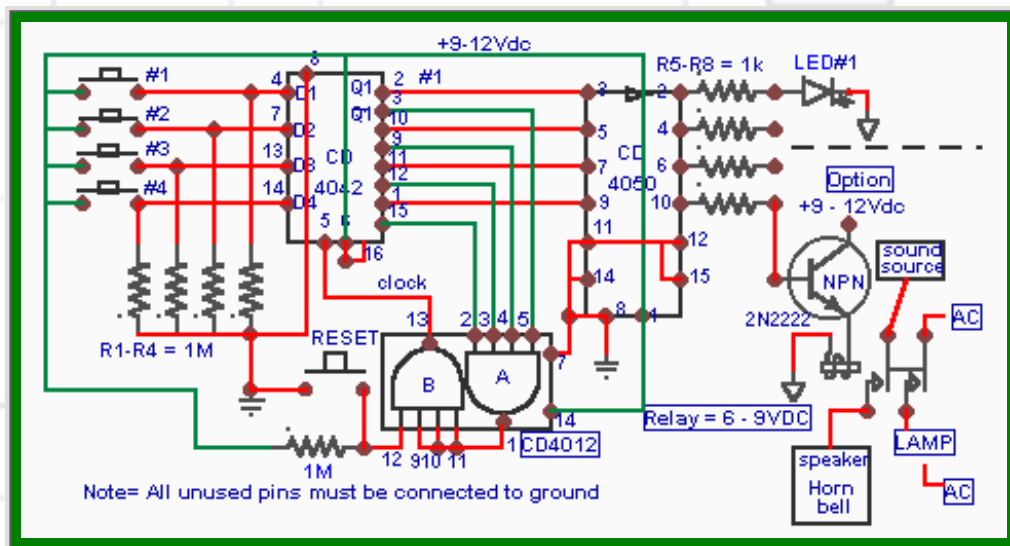 +9-12Vdc
#1
#2
#3
#4
4
7
13
14
8
D1
D2
D3
D4
Q1
Q1
CD
4042
5
6
16
2
#1
3
10
9
11
12
1
15
3
5
7
9
11
14
8
1
CD
4050
2
4
6
10
12
15
R5-R8 = 1k
LED#1
Option
+9 - 12Vdc
NPN
2N2222
sound
source
AC
Relay = 6 - 9VDC
LAMP
AC
speaker
Horn
bell
R1-R4 = 1M
clock
RESET
13
2
3
4
5
B
A
7
14
12
9
10
11
1
CD4012
1M
Note= All unused pins must be connected to ground